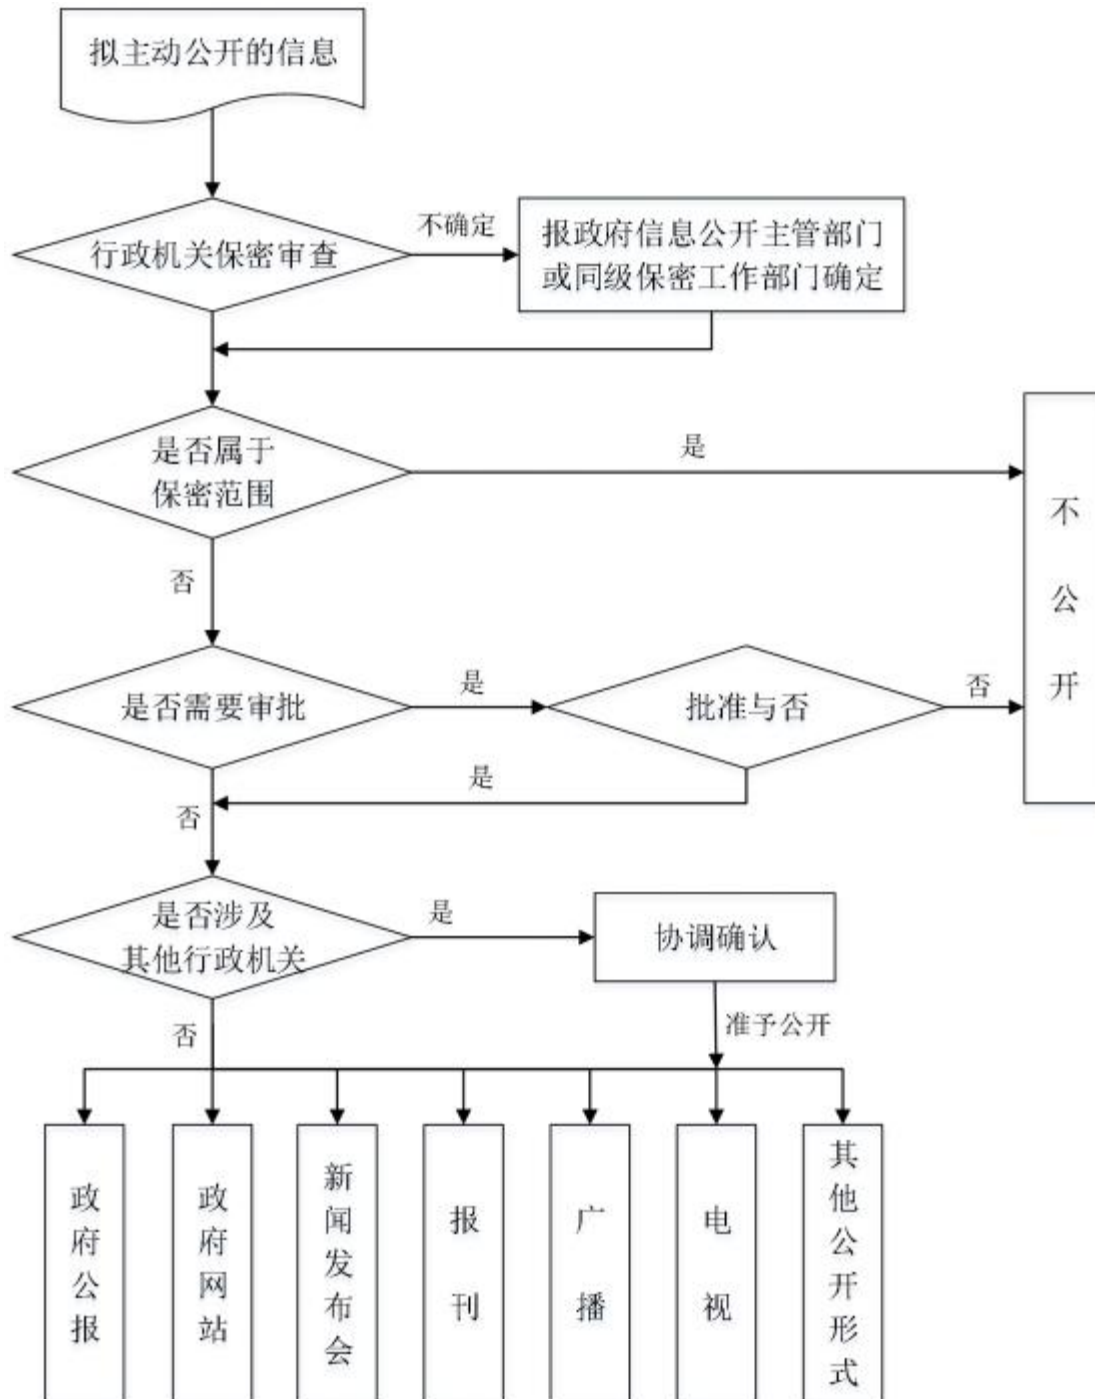 拟主动公开的信息
行政机关保密审查
不确定
报政府信息公开主管部门
或同级保密工作部门确定
是否属于
保密范围
是
不公开
否
是否需要审批
是
批准与否
否
是
否
是否涉及
其他行政机关
是
协调确认
否
准予公开
政府公报
政府网站
新闻发布会
报刊
广播
电视
其他公开形式